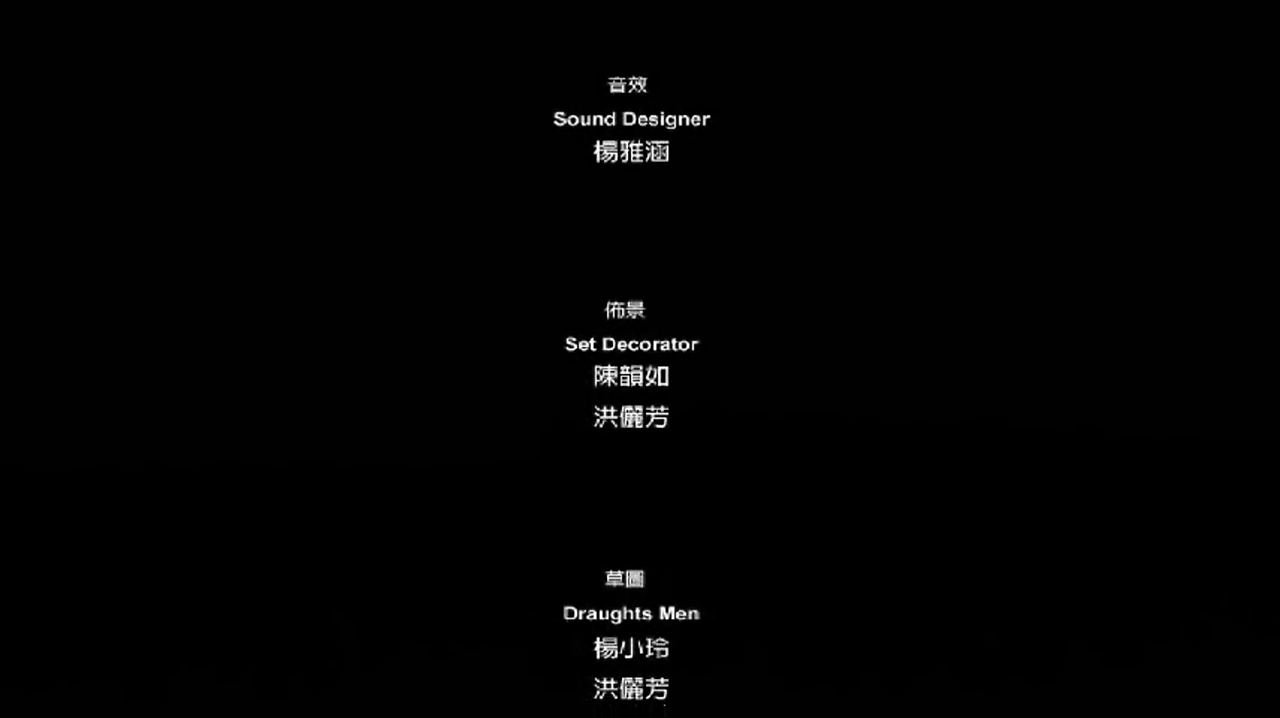 音效
Sound Designer
楊雅涵
佈景
Set Decorator
陳韻如
洪儷芳
草圖
Draughts Men
楊小玲
洪儷芳